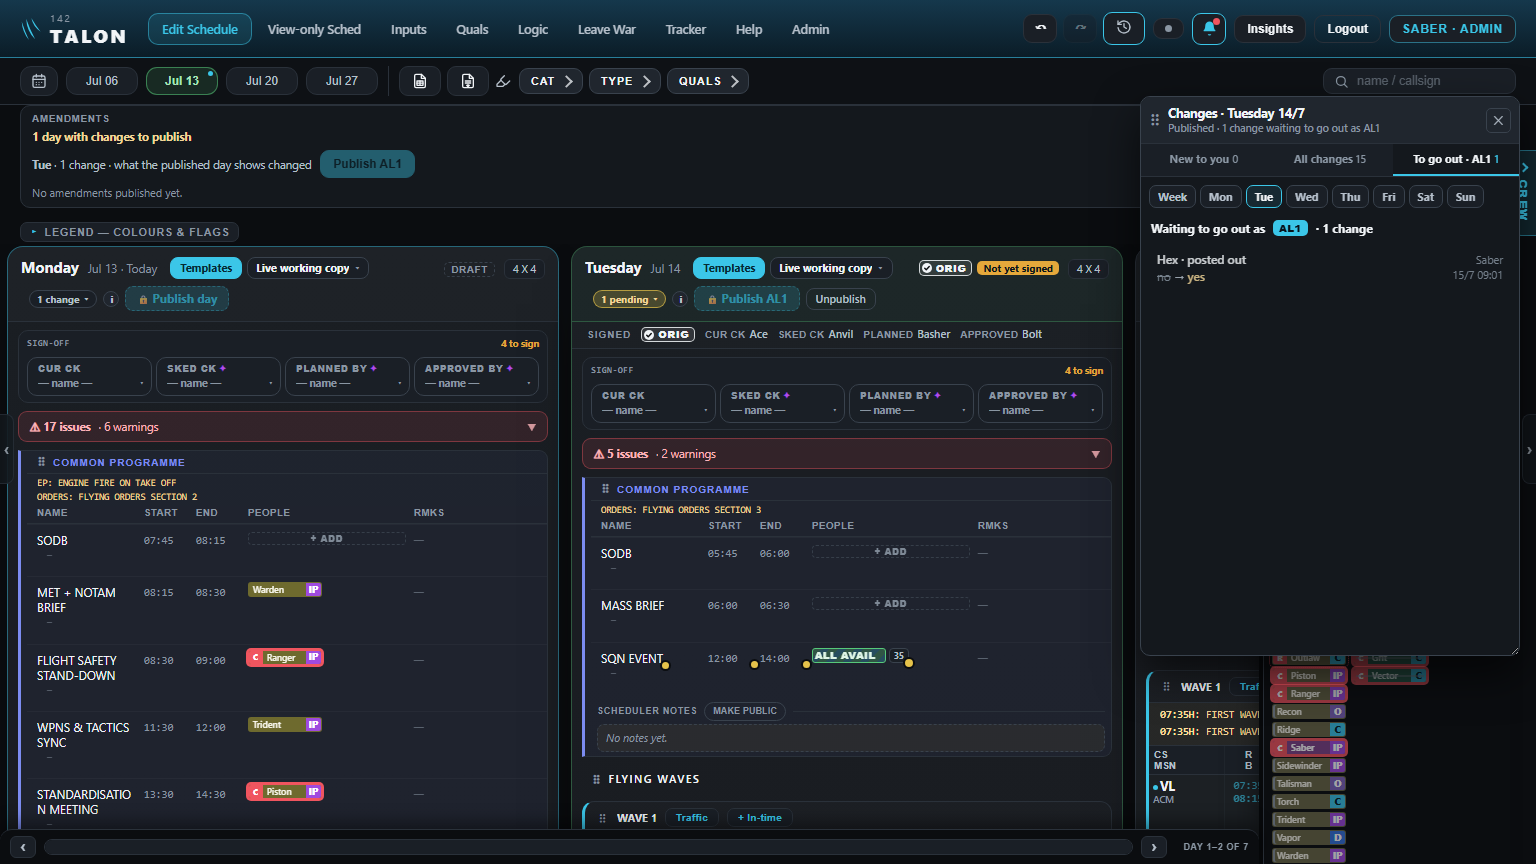 142
TALON
Edit Schedule
View-only Sched
Inputs
Quals
Logic
Leave War
Tracker
Help
Admin
Insights
Logout
SABER · ADMIN
Jul 06
Jul 13
Jul 20
Jul 27
CAT
TYPE
QUALS
name / callsign
AMENDMENTS
1 day with changes to publish
Tue · 1 change · what the published day shows changed
Publish AL1
No amendments published yet.
LEGEND — COLOURS & FLAGS
Changes · Tuesday 14/7
Published · 1 change waiting to go out as AL1
New to you 0
All changes 15
To go out · AL1 1
Week
Mon
Tue
Wed
Thu
Fri
Sat
Sun
Waiting to go out as AL1 · 1 change
Hex · posted out
Saber
no → yes
15/7 09:01
CREW
Monday Jul 13 · Today
Templates
Live working copy
DRAFT
4 X 4
1 change
i
Publish day
SIGN-OFF
4 to sign
CUR CK
— name —
SKED CK
— name —
PLANNED BY
— name —
APPROVED BY
— name —
17 issues · 6 warnings
COMMON PROGRAMME
EP: ENGINE FIRE ON TAKE OFF
ORDERS: FLYING ORDERS SECTION 2
NAME START END PEOPLE RMKS
SODB 07:45 08:15 + ADD —
—
MET + NOTAM BRIEF 08:15 08:30 Warden IP —
—
FLIGHT SAFETY STAND-DOWN 08:30 09:00 C Ranger IP —
—
WPNS & TACTICS SYNC 11:30 12:00 Trident IP —
—
STANDARDISATIO
N MEETING 13:30 14:30 C Piston IP —
—
Tuesday Jul 14
Templates
Live working copy
ORIG
Not yet signed
4 X 4
1 pending
i
Publish AL1
Unpublish
SIGNED ORIG CUR CK Ace SKED CK Anvil PLANNED Basher APPROVED Bolt
SIGN-OFF
4 to sign
CUR CK
— name —
SKED CK
— name —
PLANNED BY
— name —
APPROVED BY
— name —
5 issues · 2 warnings
COMMON PROGRAMME
ORDERS: FLYING ORDERS SECTION 3
NAME START END PEOPLE RMKS
SODB 05:45 06:00 + ADD —
—
MASS BRIEF 06:00 06:30 + ADD —
—
SQN EVENT 12:00 14:00 ALL AVAIL 35 —
—
SCHEDULER NOTES
MAKE PUBLIC
No notes yet.
FLYING WAVES
WAVE 1
Traffic
+ In-time
WAVE 1
Traf
07:35H: FIRST WAV
07:35H: FIRST WAV
CS
MSN
R
B
VL
ACM
07:3
08:1
C Outlaw C
C Piston IP
C Ranger IP
Recon O
Ridge C
C Saber IP
Sidewinder IP
Talisman O
Torch C
Trident IP
Vapor D
Warden IP
C Vector C
DAY 1–2 OF 7